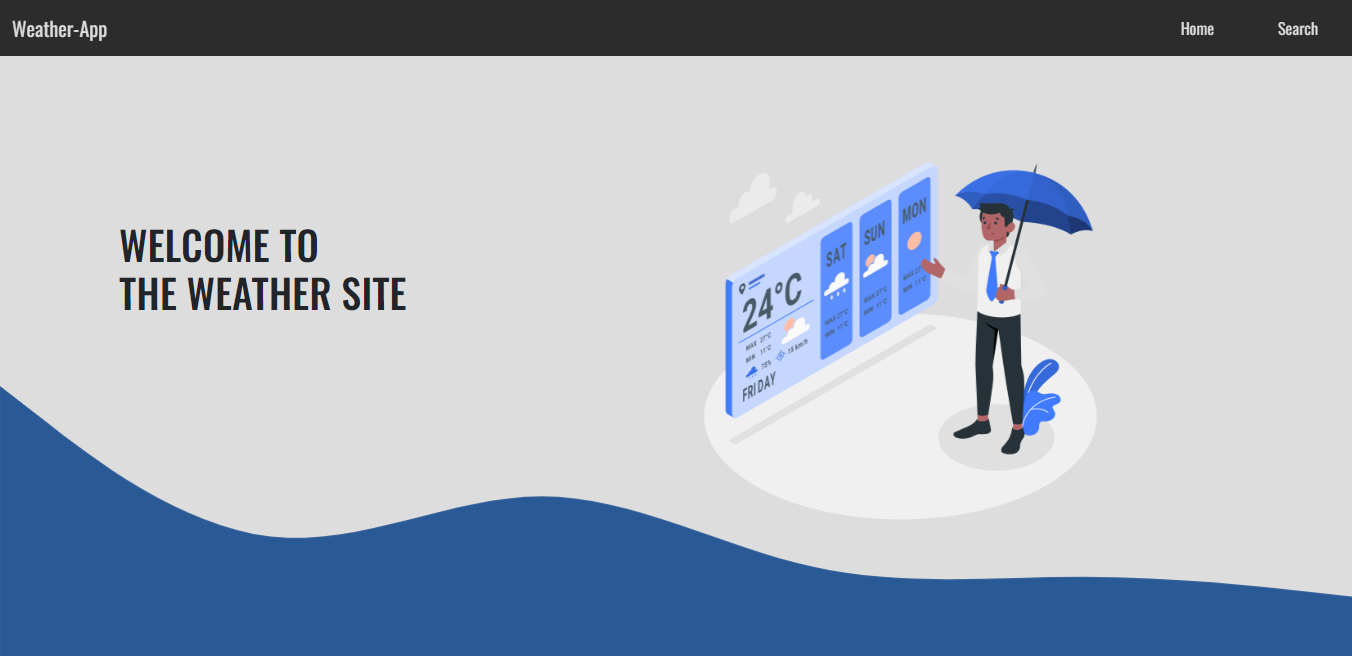 Weather-App
Home
Search
WELCOME TO
THE WEATHER SITE
24°C
MAX 27°C
MIN 11°C
75%
15 km/h
FRIDAY
SAT
MAX 27°C
MIN 11°C
SUN
MAX 27°C
MIN 11°C
MON
MAX 27
MIN 11°C